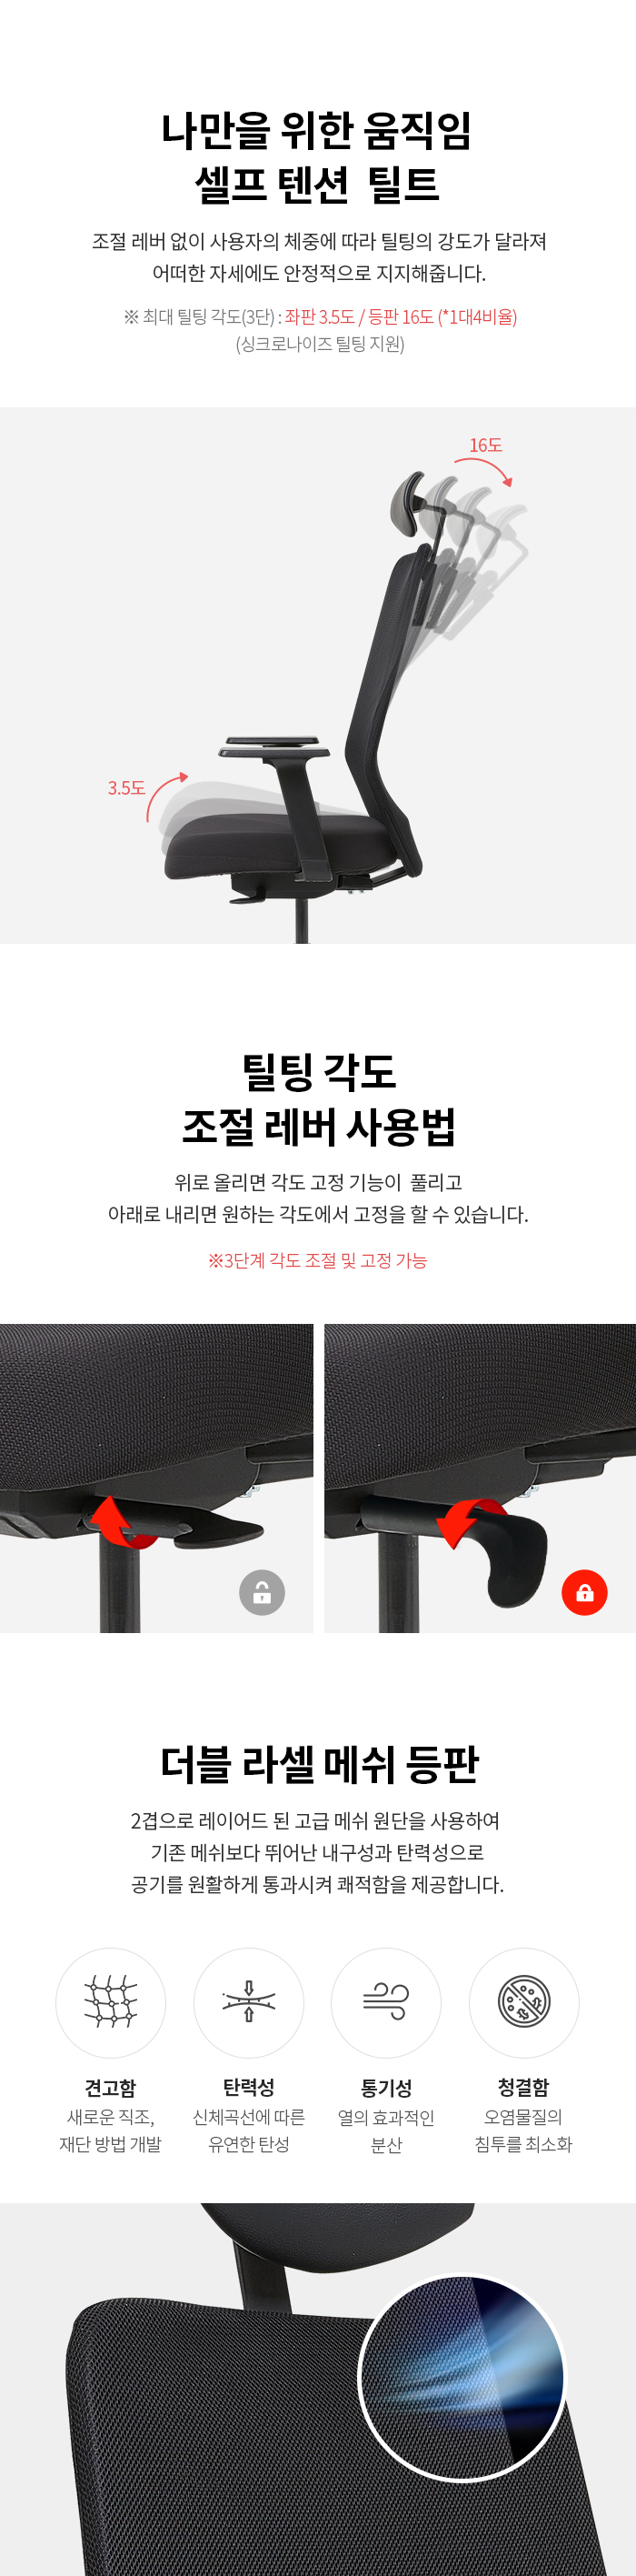 나만을 위한 움직임
셀프 텐션 틸트
조절 레버 없이 사용자의 체중에 따라 틸팅의 강도가 달라져
어떠한 자세에도 안정적으로 지지해줍니다.
※ 최대 틸팅 각도(3단) : 좌판 3.5도 / 등판 16도 (*1대4비율)
(싱크로나이즈 틸팅 지원)
16도
3.5도
틸팅 각도
조절 레버 사용법
위로 올리면 각도 고정 기능이 풀리고
아래로 내리면 원하는 각도에서 고정을 할 수 있습니다.
※3단계 각도 조절 및 고정 가능
더블 라셀 메쉬 등판
2겹으로 레이어드 된 고급 메쉬 원단을 사용하여
기존 메쉬보다 뛰어난 내구성과 탄력성으로
공기를 원활하게 통과시켜 쾌적함을 제공합니다.
견고함
새로운 직조,
재단 방법 개발
탄력성
신체곡선에 따른
유연한 탄성
통기성
열의 효과적인
분산
청결함
오염물질의
침투를 최소화